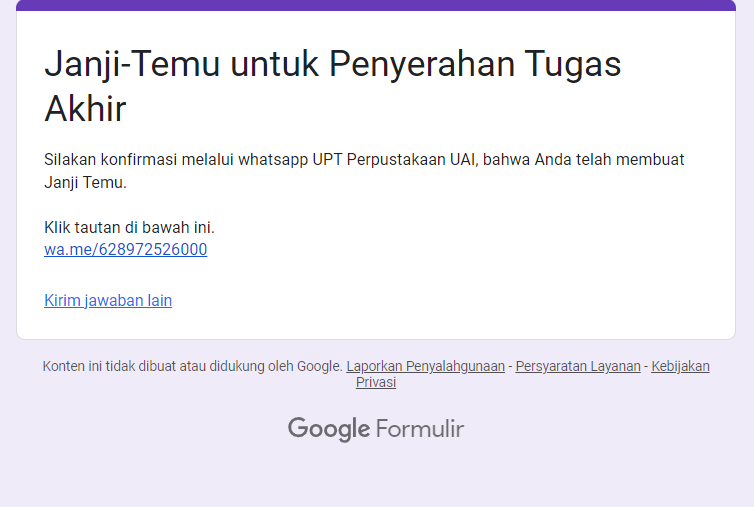 Janji-Temu untuk Penyerahan Tugas
Akhir
Silakan konfirmasi melalui whatsapp UPT Perpustakaan UAI, bahwa Anda telah membuat
Janji Temu.
Klik tautan di bawah ini.
wa.me/628972526000
Kirim jawaban lain
Konten ini tidak dibuat atau didukung oleh Google. Laporkan Penyalahgunaan - Persyaratan Layanan - Kebijakan
Privasi
Google Formulir